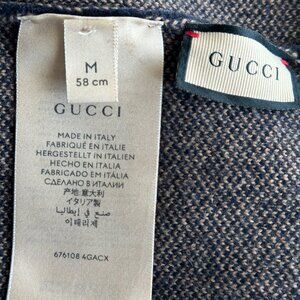 M
58 cm
GUCCI
MADE IN ITALY
FABRIQUÉ EN ITALIE
HERGESTELLT IN ITALIEN
HECHO EN ITALIA
FABRICADO EM ITÁLIA
СДЕЛАНО В ИТАЛИИ
产地:意大利
イタリア製
صنع في إيطاليا
이태리제
676108 4GACX
GUCCI